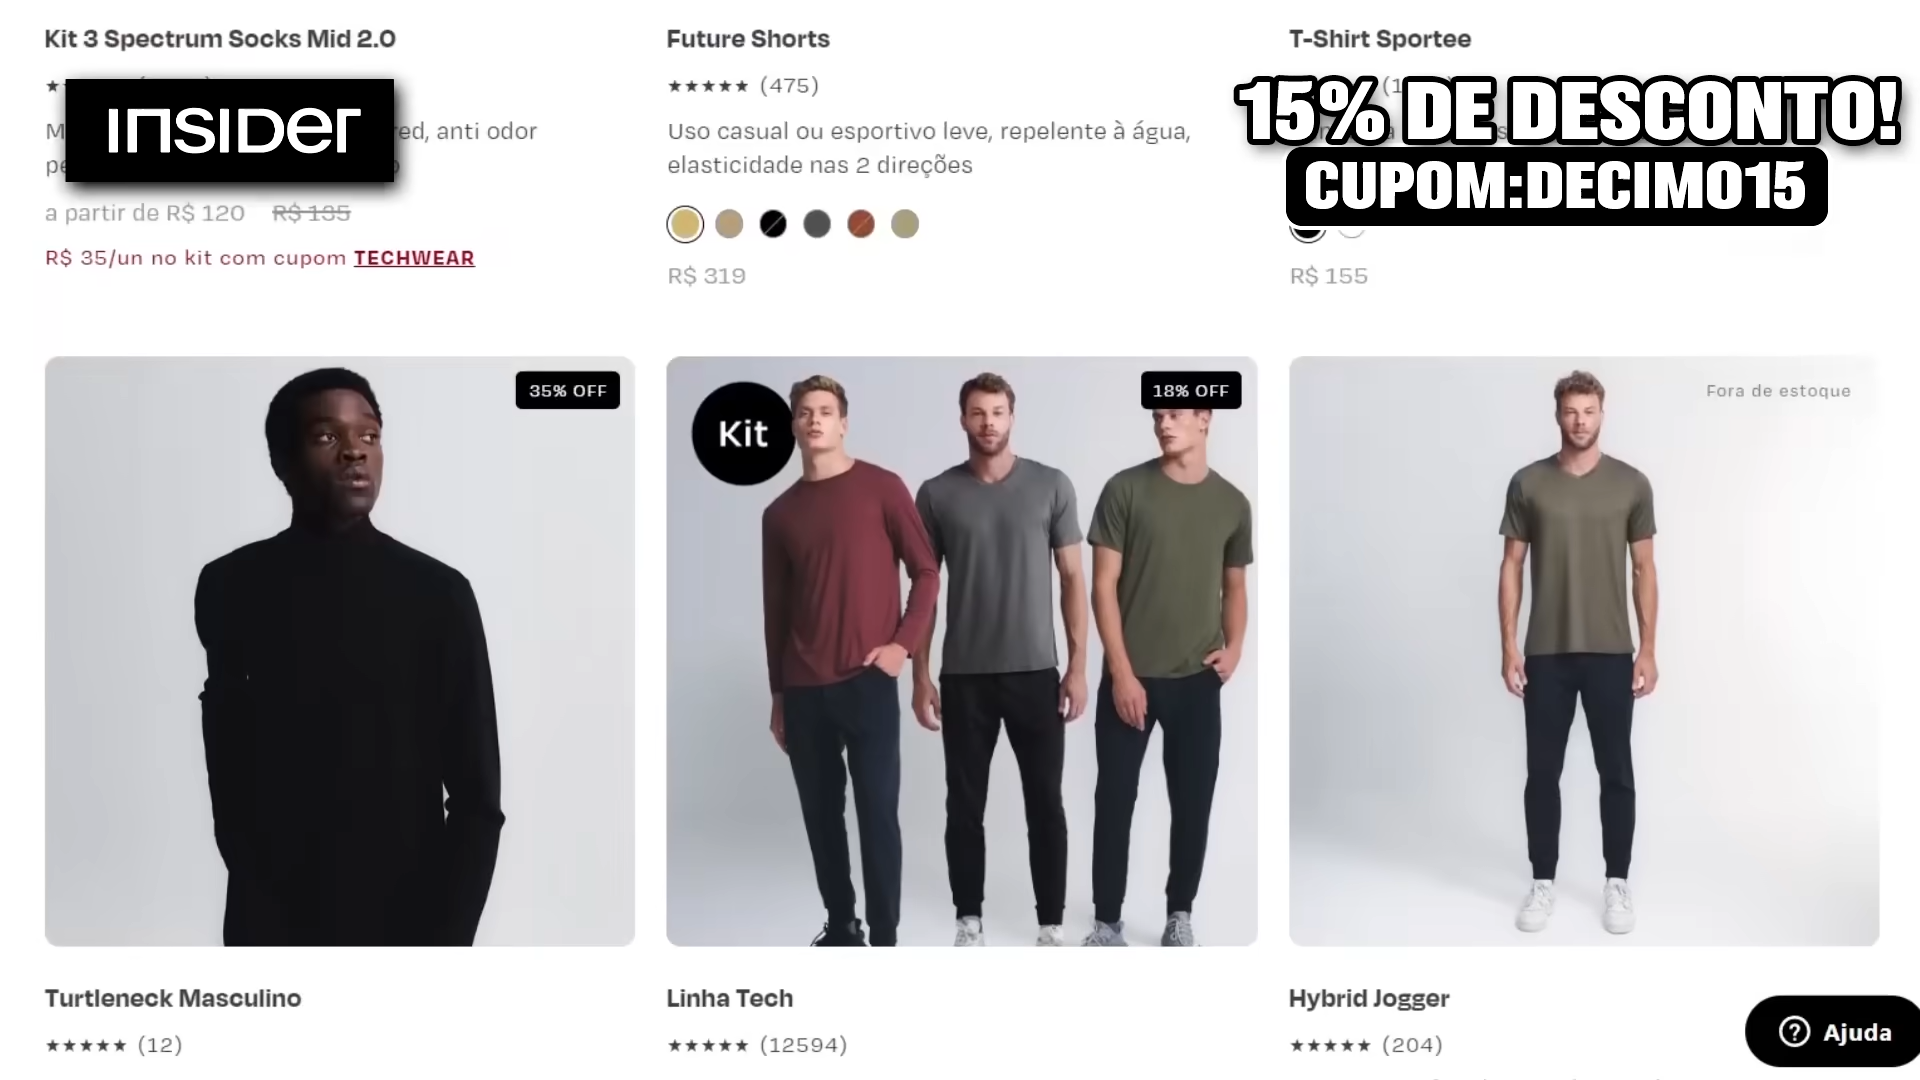 Kit 3 Spectrum Socks Mid 2.0
Future Shorts
T-Shirt Sportee
★★★★★ (475)
INSIDER
15% DE DESCONTO!
CUPOM:DECIMO15
anti odor
Uso casual ou esportivo leve, repelente à água,
elasticidade nas 2 direções
a partir de R$ 120 R$ 135
R$ 35/un no kit com cupom TECHWEAR
R$ 319
R$ 155
35% OFF
Kit
18% OFF
Fora de estoque
Turtleneck Masculino
★★★★★ (12)
Linha Tech
★★★★★ (12594)
Hybrid Jogger
★★★★★ (204)
Ajuda